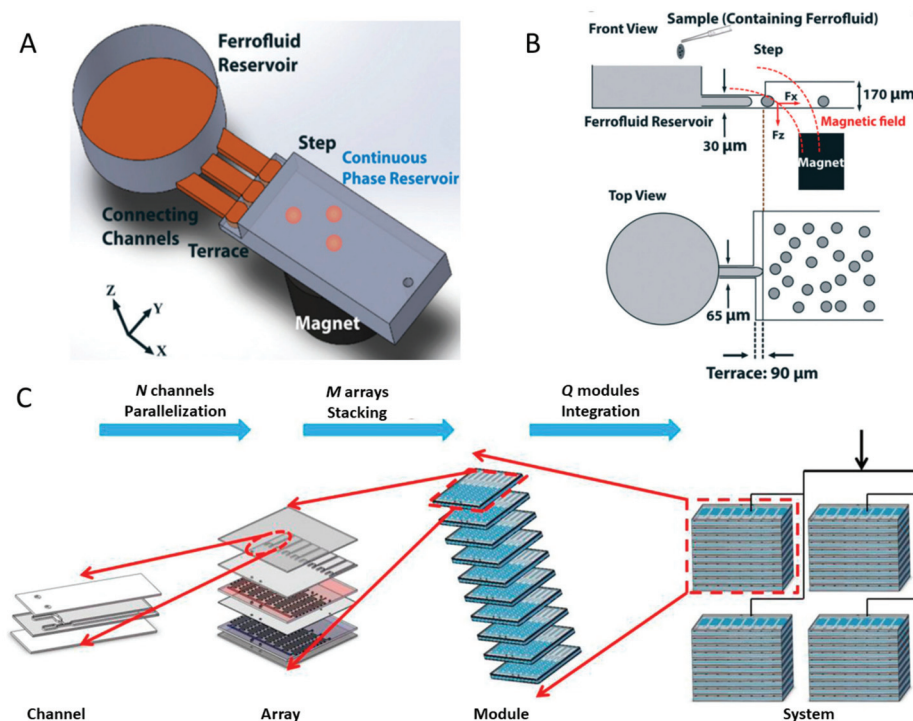 A
Ferrofluid
Reservoir
Step
Continuous
Phase Reservoir
Connecting
Channels
Terrace
Magnet
Z
Y
X
B
Sample (Containing Ferrofluid)
Front View
Step
Fx
170 µm
Ferrofluid Reservoir
Fz
Magnetic field
30 µm
Magnet
Top View
65 µm
Terrace: 90 µm
C
N channels
Parallelization
M arrays
Stacking
Q modules
Integration
Channel
Array
Module
System